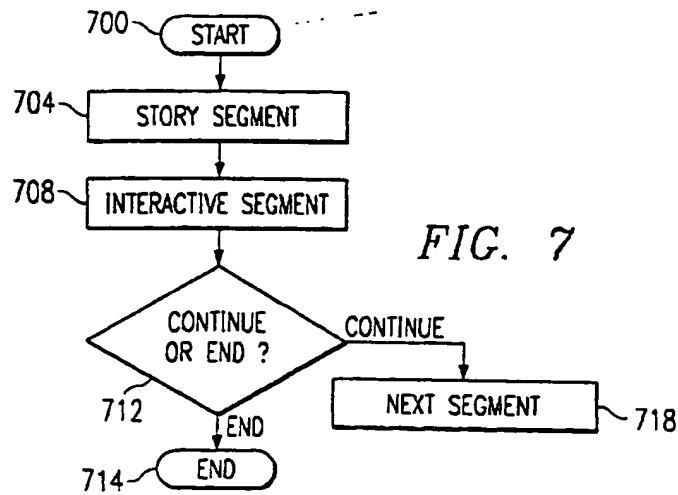 700
START
704
STORY SEGMENT
708
INTERACTIVE SEGMENT
FIG. 7
CONTINUE
OR END ?
CONTINUE
712
NEXT SEGMENT
718
END
714
END